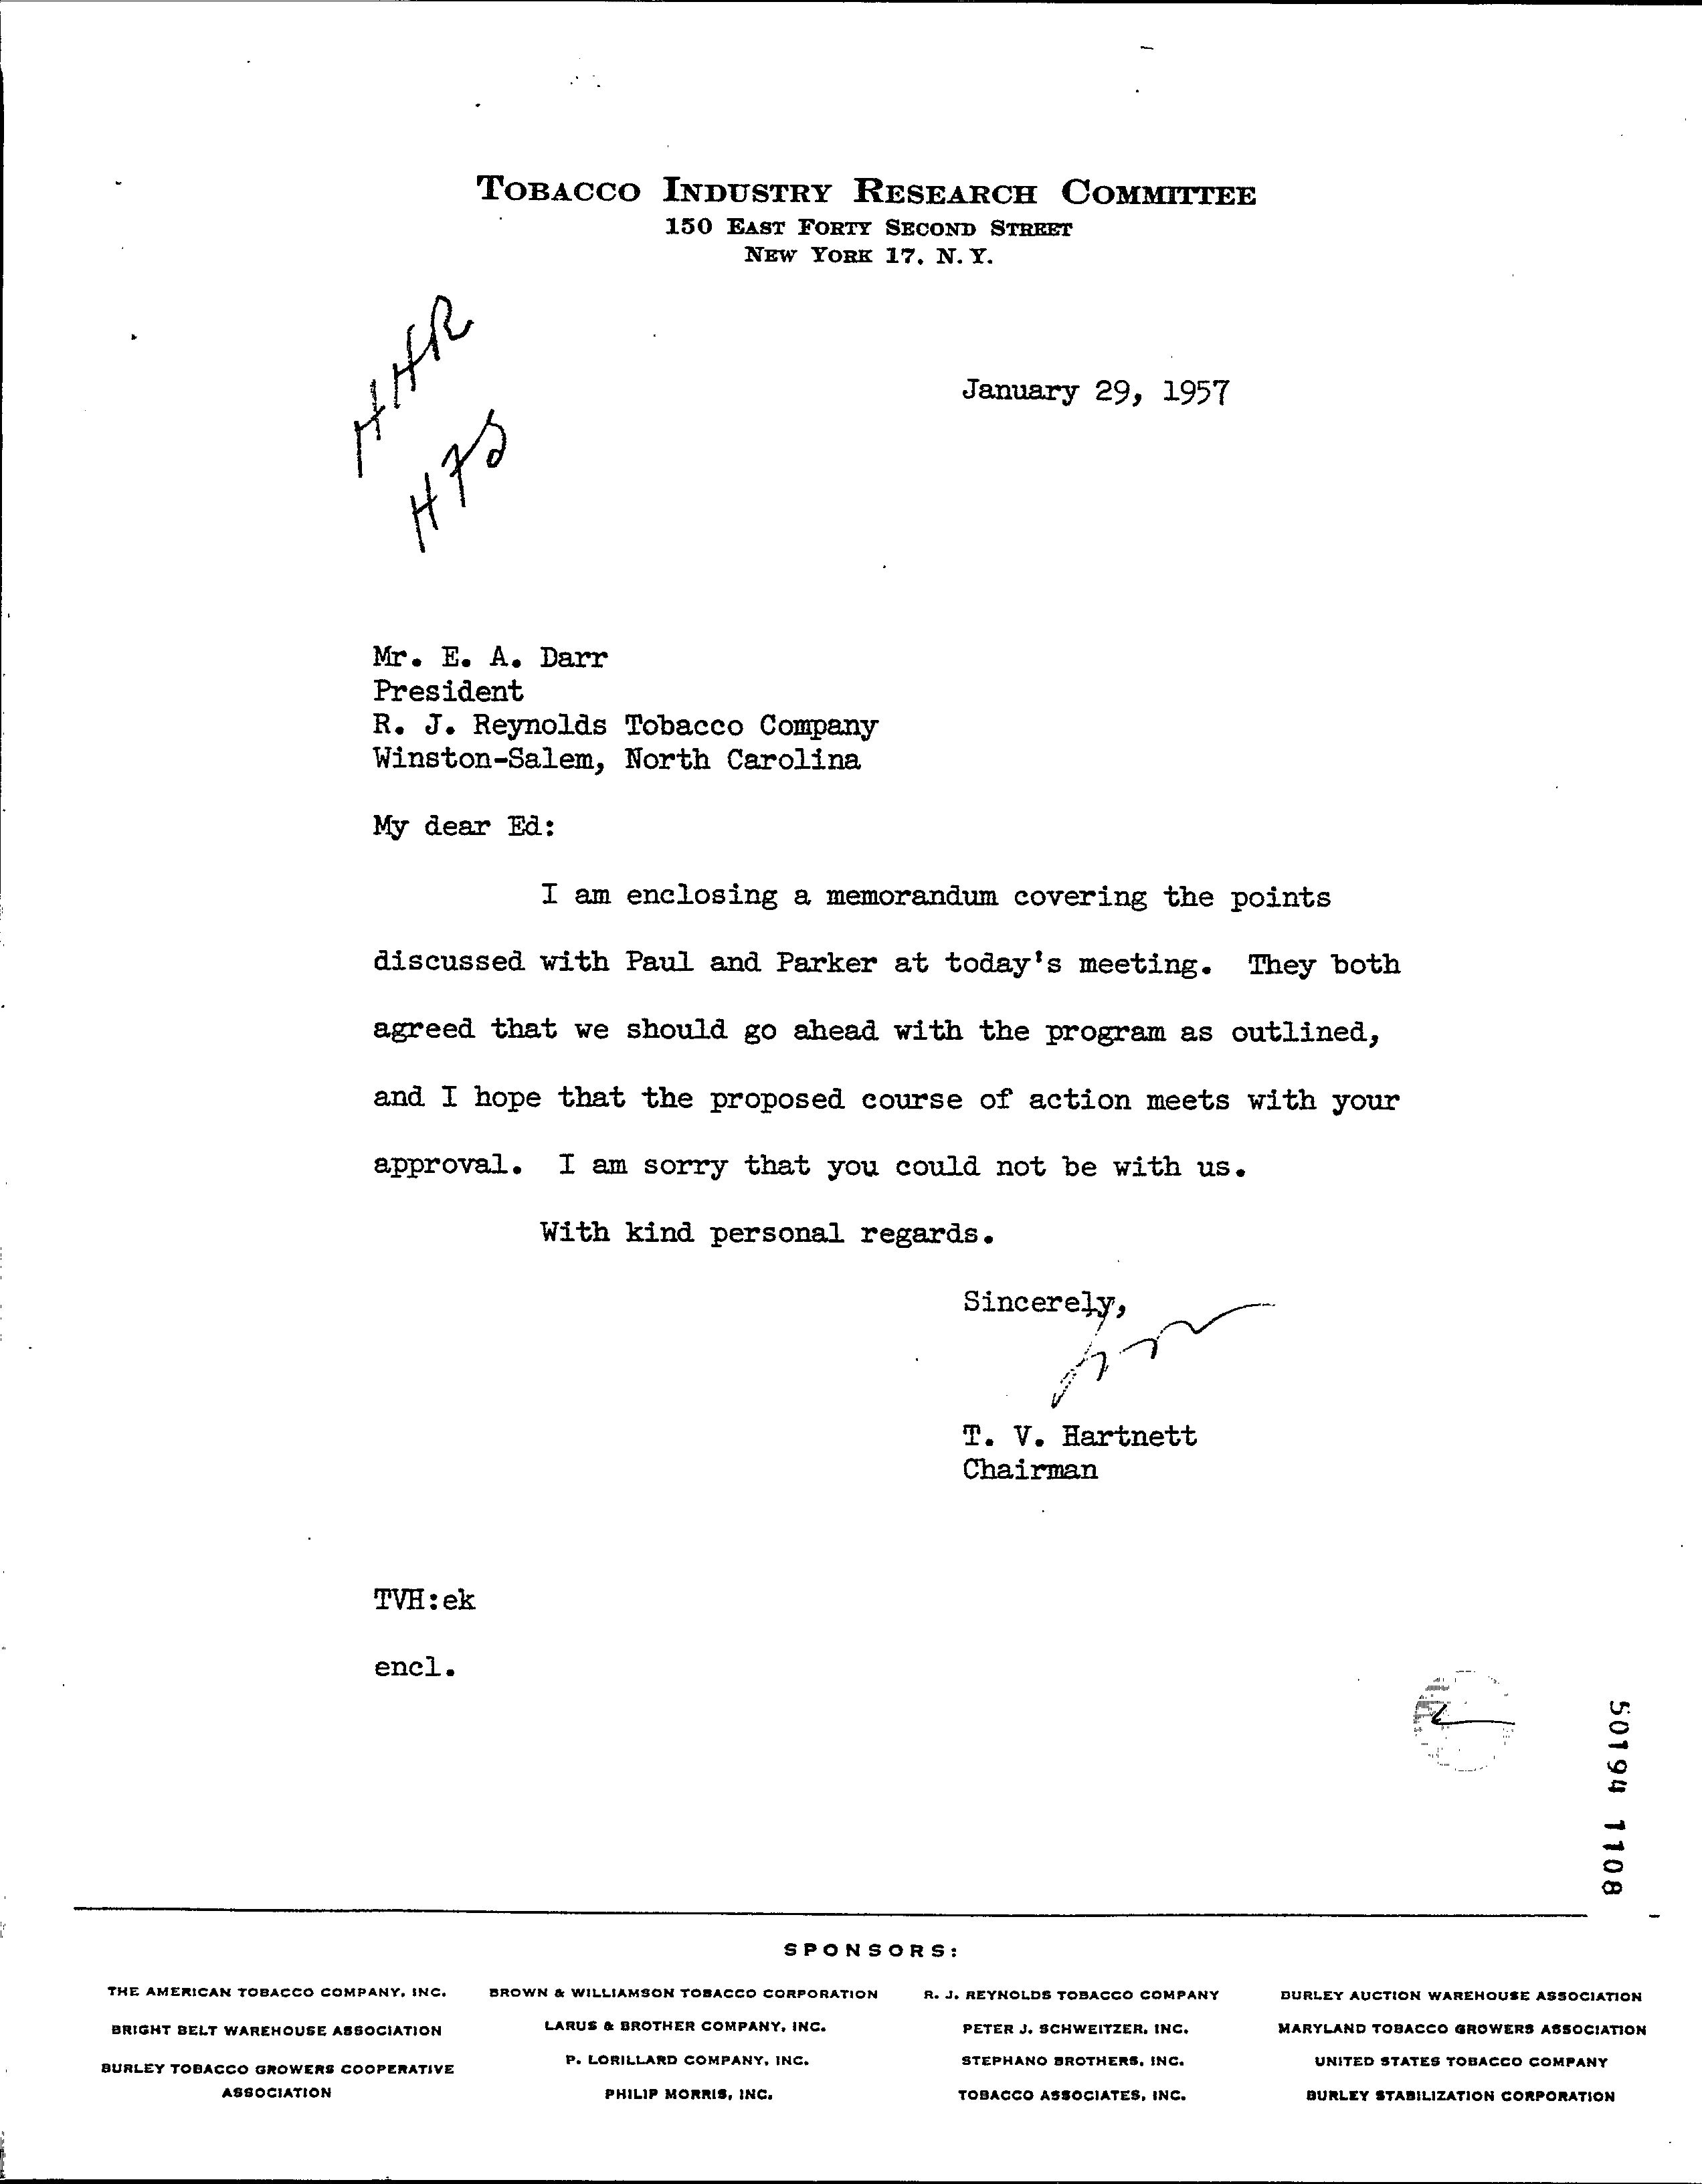 TOBACCO INDUSTRY RESEARCH COMMITTEE
150 EAST FORTY SECOND STREET
NEW YORK 17, N. Y.
HHR
January 29, 1957
Mr. E. A. Darr
President
R. J. Reynolds Tobacco Company
Winston-Salem, North Carolina
My dear Ed:
I am enclosing a memorandum covering the points
discussed with Paul and Parker at today's meeting. They both
agreed that we should go ahead with the program as outlined,
and I hope that the proposed course of action meets with your
approval. I am sorry that you could not be with us.
With kind personal regards.
Sincerely,
T. V. Hartnett
Chairman
TVH:ek
encl.
50194 1108
SPONSORS:
THE AMERICAN TOBACCO COMPANY, INC. BROWN & WILLIAMSON TOBACCO CORPORATION R. J. REYNOLDS TOBACCO COMPANY BURLEY AUCTION WAREHOUSE ASSOCIATION
BRIGHT BELT WAREHOUSE ASSOCIATION LARUS & BROTHER COMPANY, INC. PETER J. SCHWEITZER, INC. MARYLAND TOBACCO GROWERS ASSOCIATION
BURLEY TOBACCO GROWERS COOPERATIVE P. LORILLARD COMPANY, INC. STEPHANO BROTHERS, INC. UNITED STATES TOBACCO COMPANY
ASSOCIATION PHILIP MORRIS, INC. TOBACCO ASSOCIATES, INC. BURLEY STABILIZATION CORPORATION